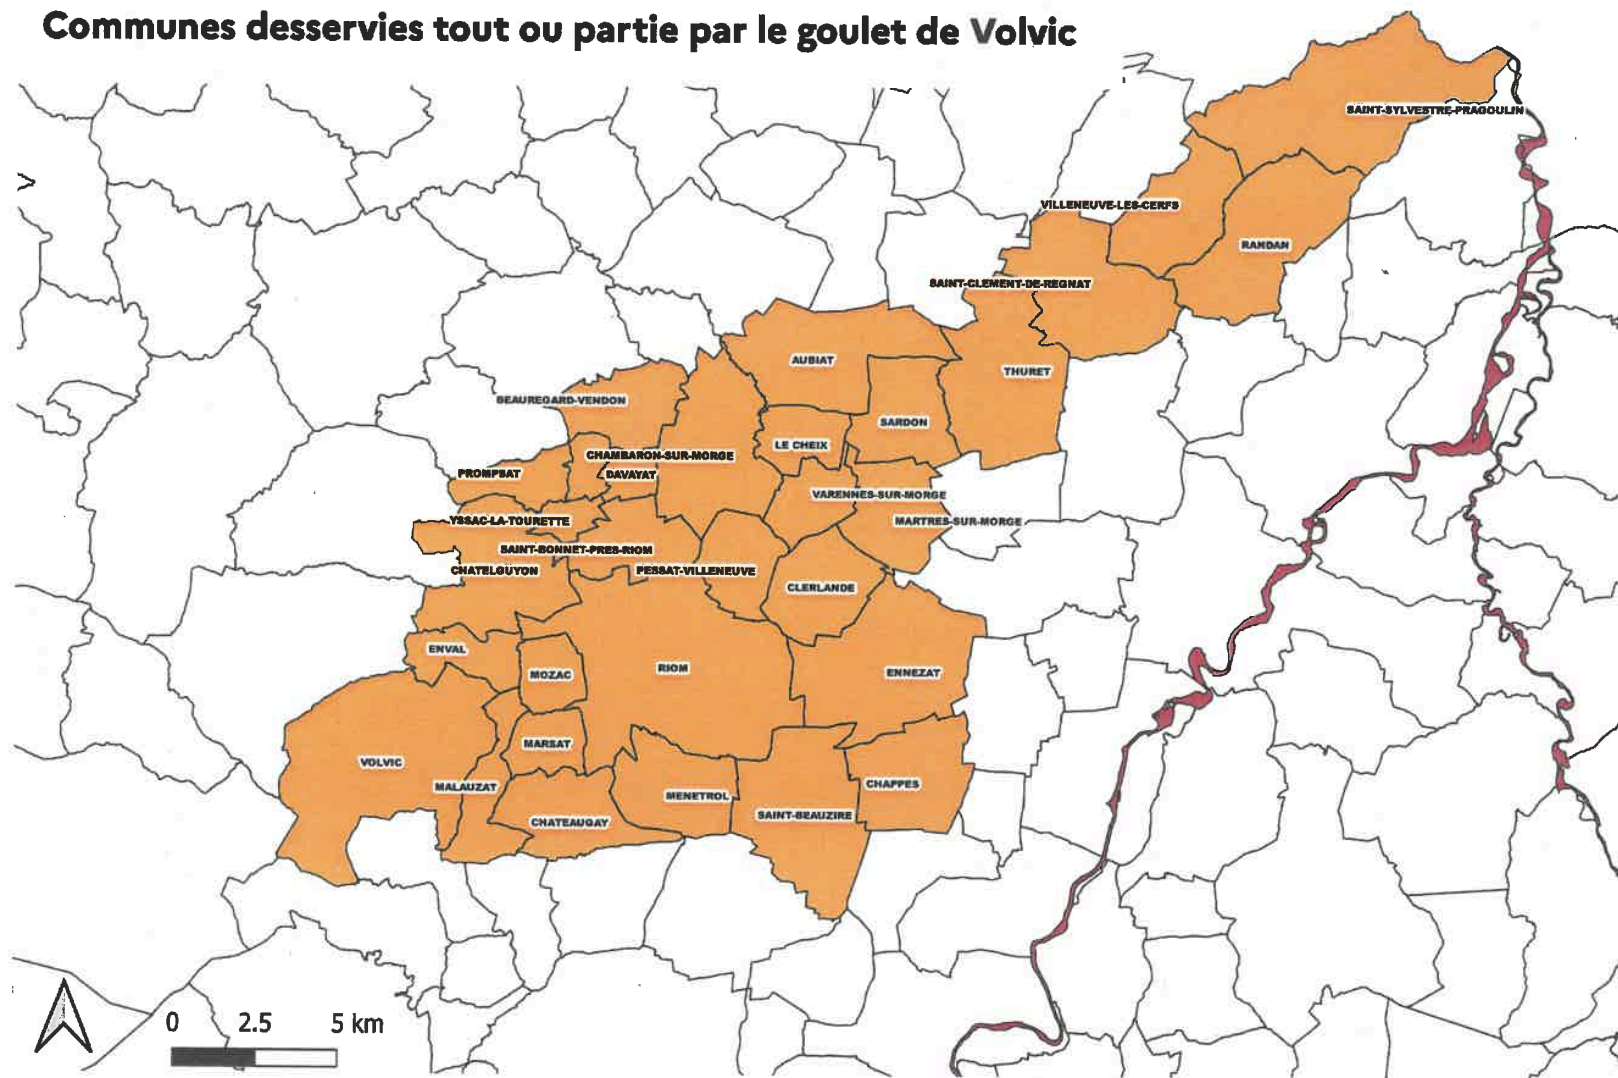 Communes desservies tout ou partie par le goulet de Volvic
SAINT-SYLVESTRE-PRAGOULIN
VILLENEUVE-LES-CERFS
RANDAN
SAINT-CLEMENT-DE-REGNAT
AUBIAT
THURET
BEAUREGARD-VENDON
SARDON
LE CHEIX
CHAMBARON-SUR-MORGE
PROMPSAT
DAVAYAT
VARENNES-SUR-MORGE
YSSAC-LA-TOURETTE
MARTRES-SUR-MORGE
SAINT-BONNET-PRES-RIOM
CHATELGUYON
PESSAT-VILLENEUVE
CLERLANDE
ENVAL
RIOM
MOZAC
ENNEZAT
MARSAT
VOLVIC
MALAUZAT
CHAPPES
MENETROL
SAINT-BEAUZIRE
CHATEAUGAY
0 2.5 5 km